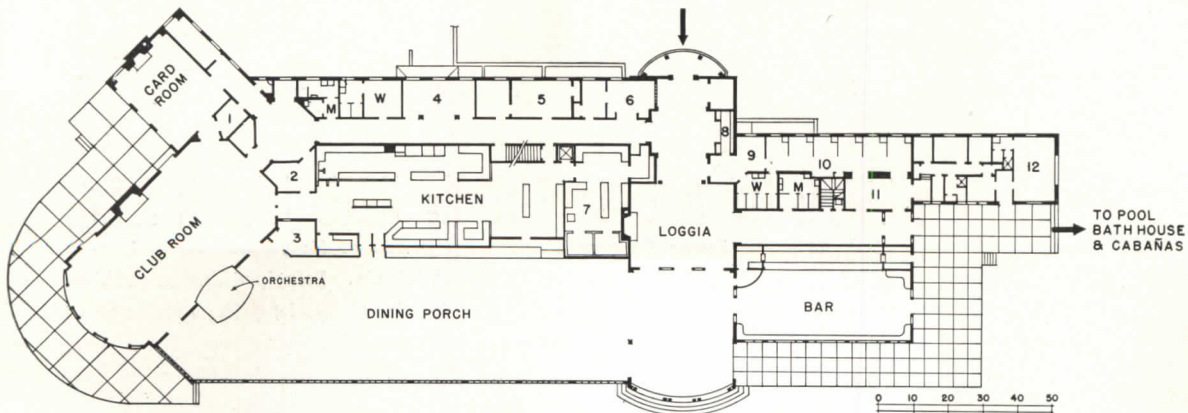 CARD
ROOM
M
W
4
5
6
1
8
9
10
12
2
W
M
11
KITCHEN
7
3
CLUB ROOM
LOGGIA
TO POOL
BATH HOUSE
& CABAÑAS
ORCHESTRA
DINING PORCH
BAR
0 10 20 30 40 50